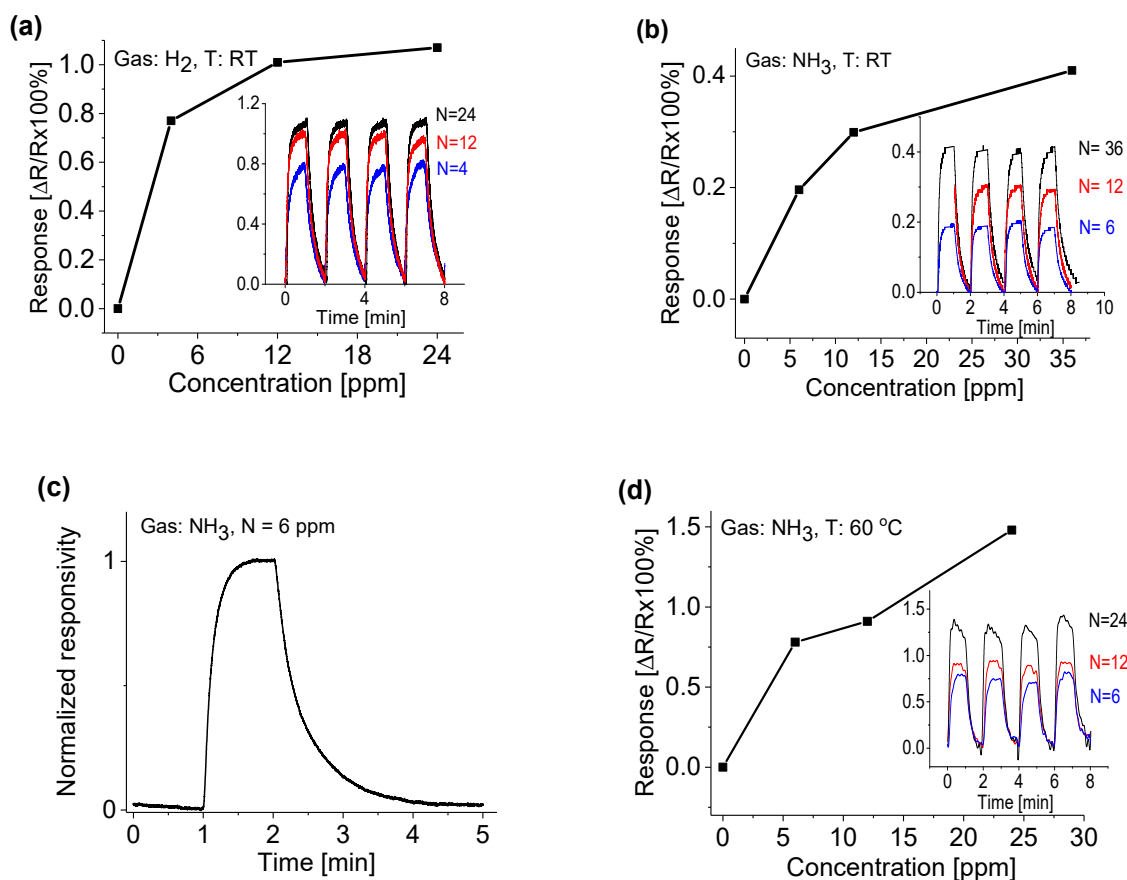 (a)
Gas: H2, T: RT
Response [ΔR/Rx100%]
1.0
0.8
0.6
0.4
0.2
0.0
0 6 12 18 24
Concentration [ppm]
1.2
0.8
0.4
0.0
0 2 4 6 8
Time [min]
N=24
N=12
N=4
(b)
Gas: NH3, T: RT
Response [ΔR/Rx100%]
0.4
0.2
0.0
0 5 10 15 20 25 30 35
Concentration [ppm]
0.4
0.2
0.0
0 2 4 6 8 10
Time [min]
N= 36
N= 12
N= 6
(c)
Gas: NH3, N = 6 ppm
Normalized responsivity
1
0
0 1 2 3 4 5
Time [min]
(d)
Gas: NH3, T: 60 °C
Response [ΔR/Rx100%]
1.5
1.0
0.5
0.0
0 5 10 15 20 25 30
Concentration [ppm]
1.5
1.0
0.5
0.0
0 2 4 6 8
Time [min]
N=24
N=12
N=6